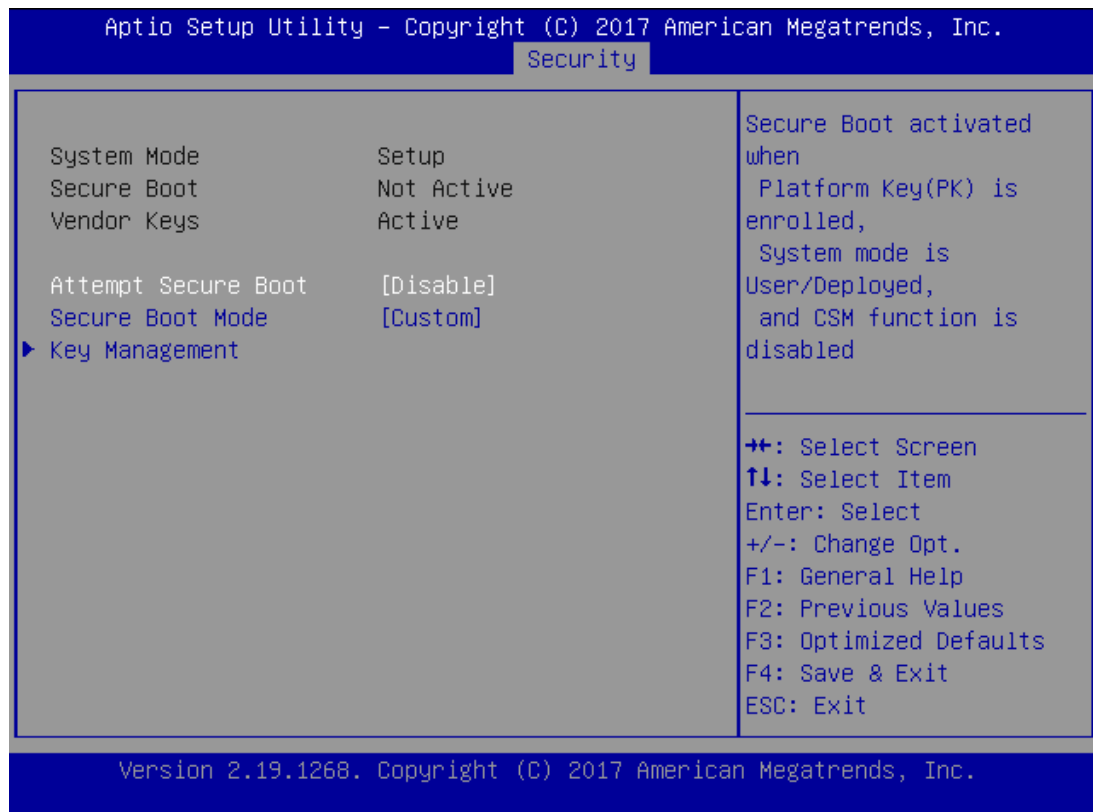 Aptio Setup Utility – Copyright (C) 2017 American Megatrends, Inc.
Security
System Mode Setup
Secure Boot Not Active
Vendor Keys Active
Attempt Secure Boot [Disable]
Secure Boot Mode [Custom]
▶ Key Management
Secure Boot activated
when
Platform Key(PK) is
enrolled,
System mode is
User/Deployed,
and CSM function is
disabled
→←: Select Screen
↑↓: Select Item
Enter: Select
+/-: Change Opt.
F1: General Help
F2: Previous Values
F3: Optimized Defaults
F4: Save & Exit
ESC: Exit
Version 2.19.1268. Copyright (C) 2017 American Megatrends, Inc.